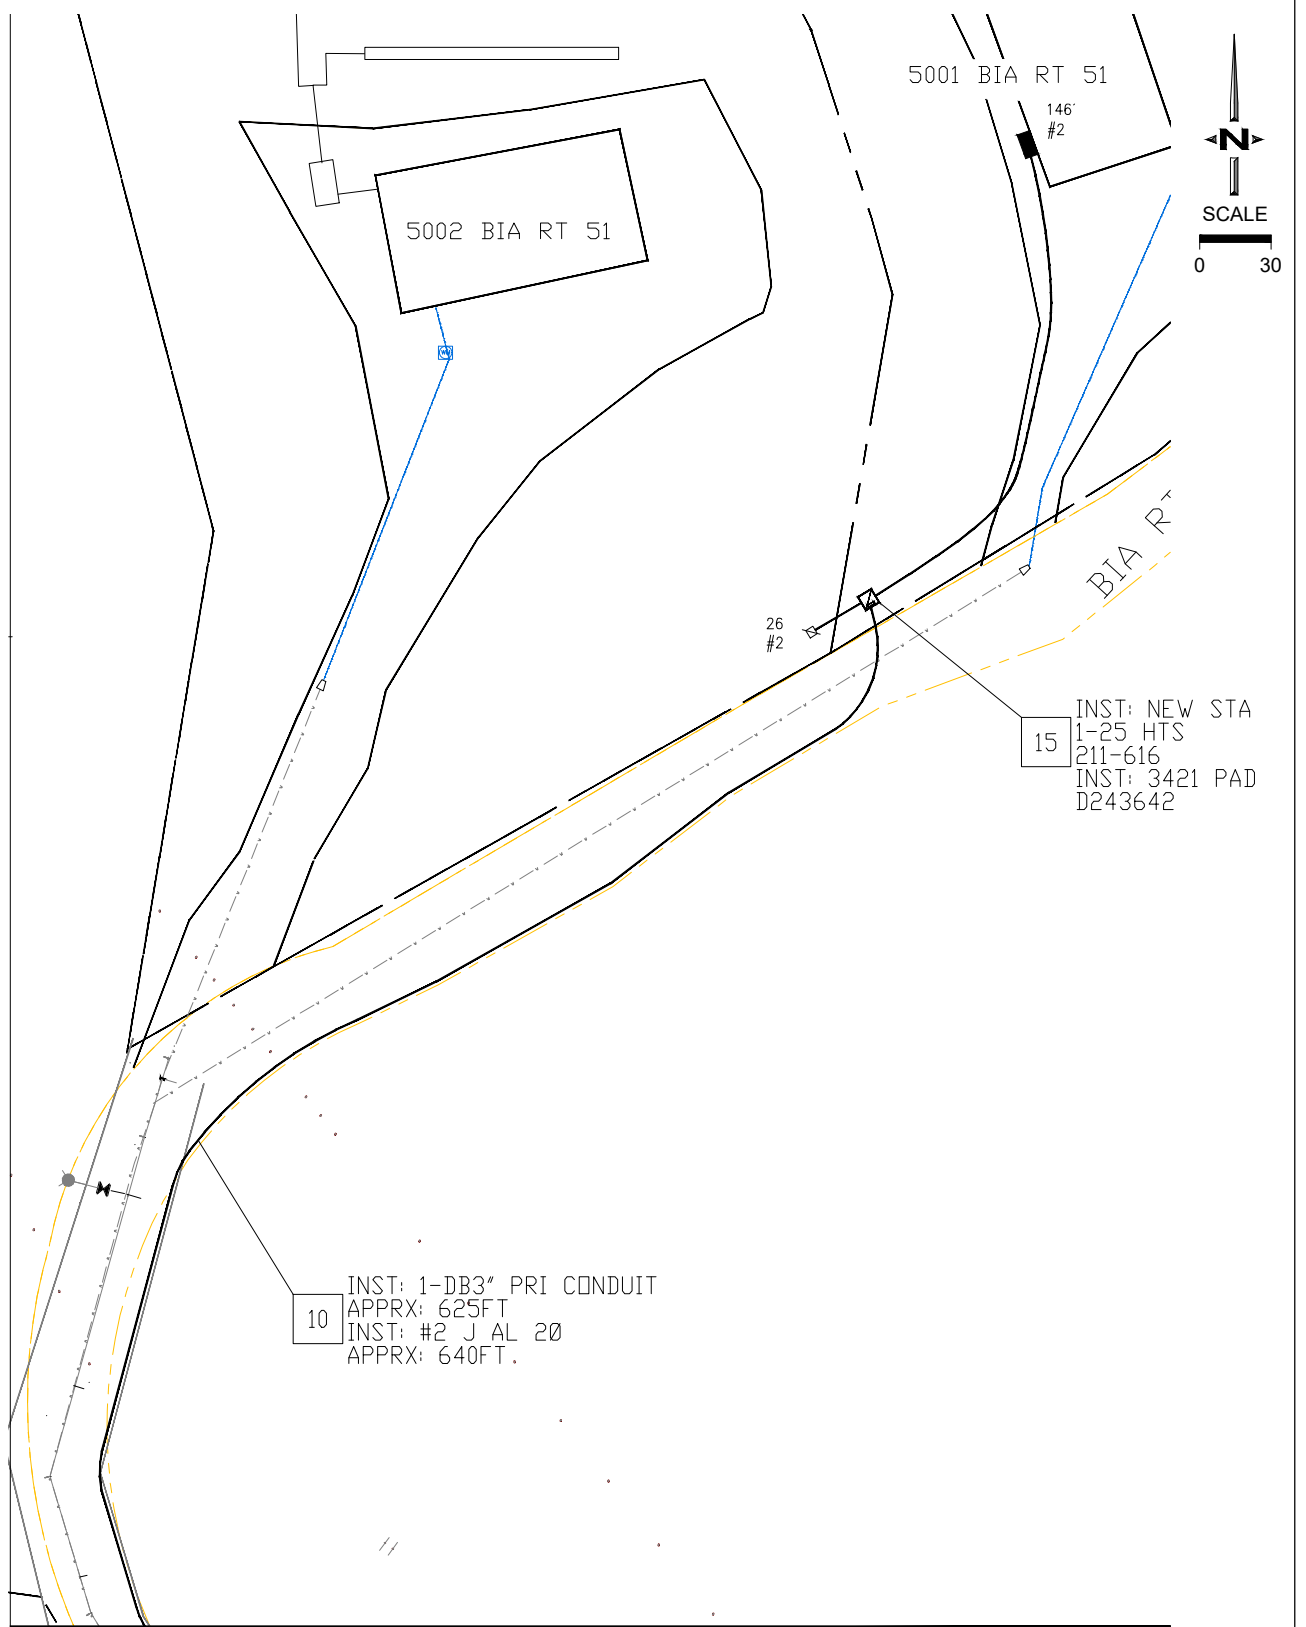 5001 BIA RT 51
146'
#2
N
SCALE
0 30
5002 BIA RT 51
BIA RT
26
#2
15
INST: NEW STA
1-25 HTS
211-616
INST: 3421 PAD
D243642
10
INST: 1-DB3" PRI CONDUIT
APPRX: 625FT
INST: #2 J AL 20
APPRX: 640FT